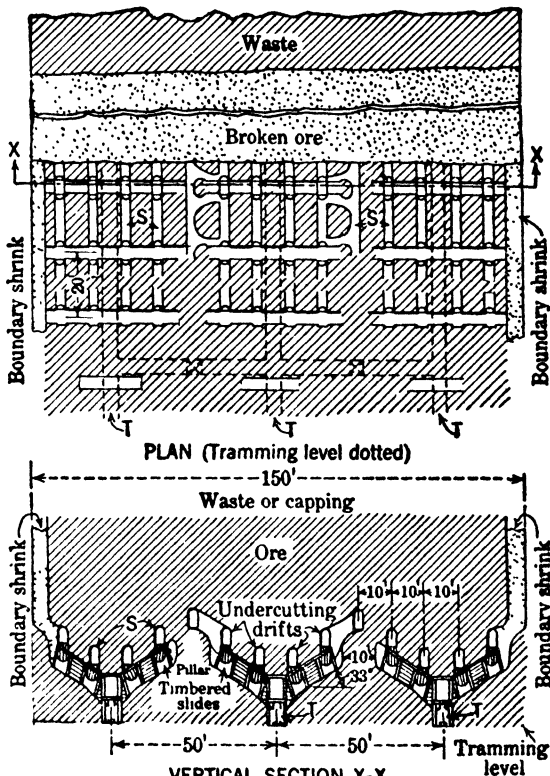 Waste
Broken ore
X
X
S
S
20'
Boundary shrink
Boundary shrink
T
T
T
PLAN (Tramming level dotted)
150'
Waste or capping
Ore
Boundary shrink
Boundary shrink
S
Undercutting
drifts
10'
10'
10'
Pillar
Timbered
slides
10'
33'
T
T
50'
50'
Tramming
level
VERTICAL SECTION X-X